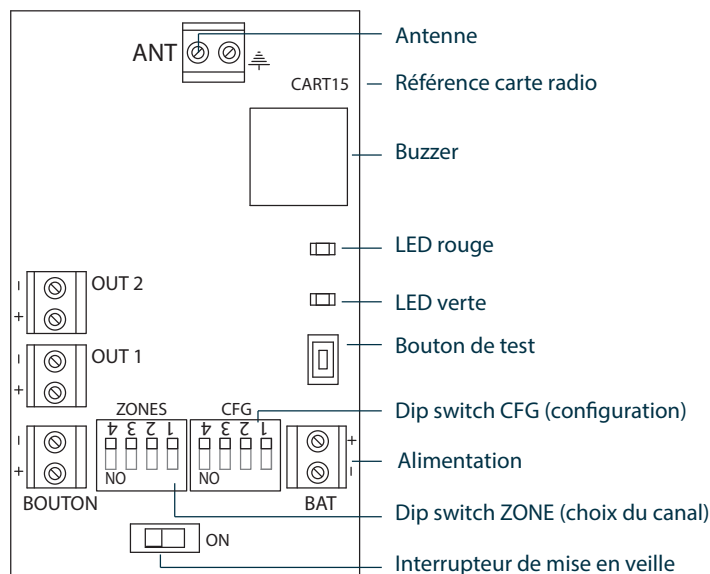 ANT
Antenne
CART15
Référence carte radio
Buzzer
LED rouge
OUT 2
LED verte
OUT 1
Bouton de test
ZONES
CFG
Dip switch CFG (configuration)
4 3 2 1
4 3 2 1
Alimentation
NO
NO
BOUTON
BAT
Dip switch ZONE (choix du canal)
ON
Interrupteur de mise en veille
- 
+
-
+
-
+
+
-